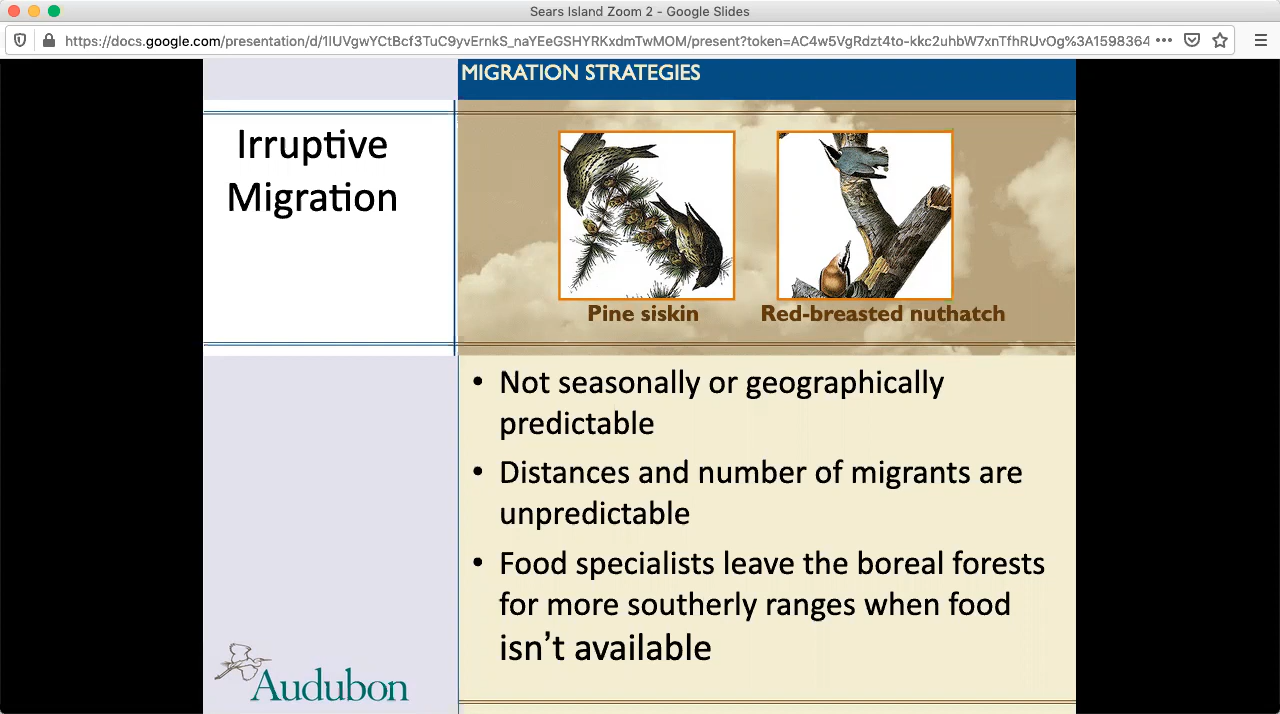 Sears Island Zoom 2 - Google Slides
https://docs.google.com/presentation/d/1IUVgwYCtBcf3TuC9yvErnkS_naYEeGSHYRKxdmTwMOM/present?token=AC4w5VgRdzt4to-kkc2uhbW7xnTfhRUvOg%3A1598364
MIGRATION STRATEGIES
Irruptive
Migration
Pine siskin
Red-breasted nuthatch
• Not seasonally or geographically
predictable
• Distances and number of migrants are
unpredictable
• Food specialists leave the boreal forests
for more southerly ranges when food
isn't available
Audubon